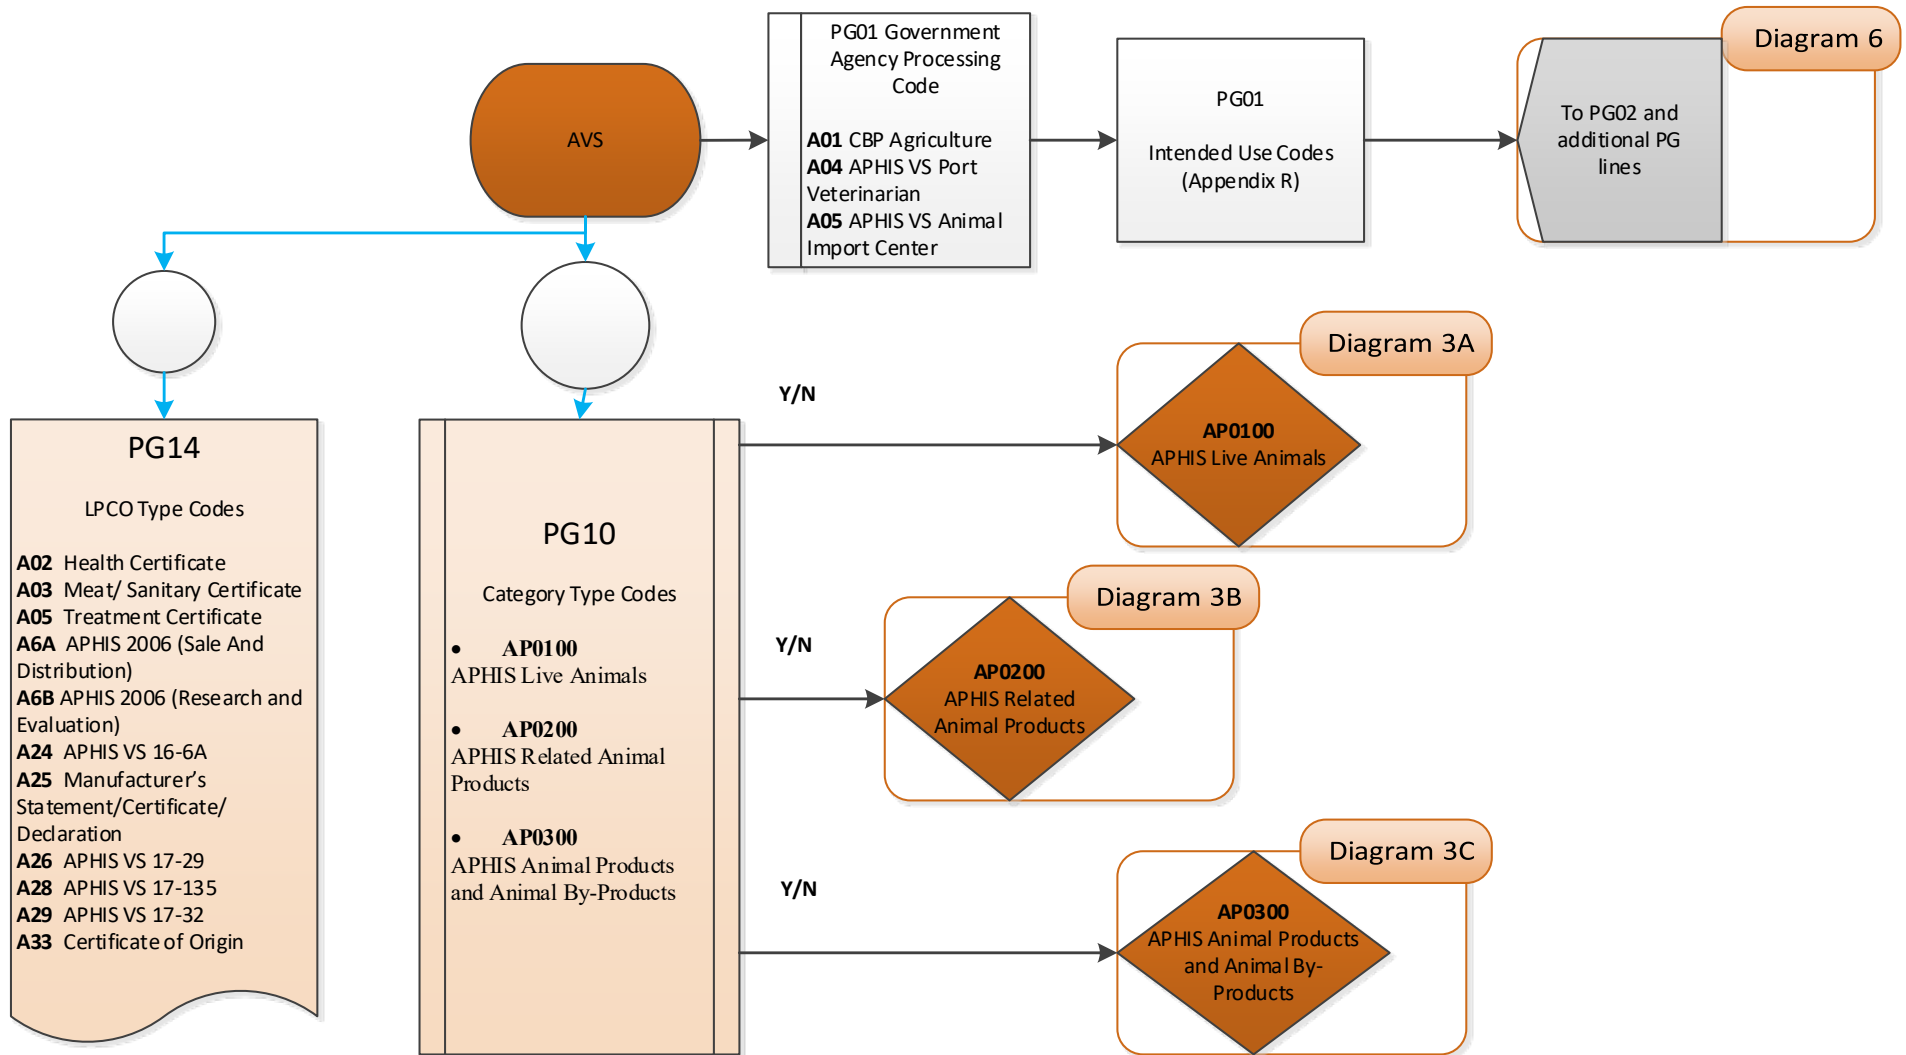 AVS
PG01 Government
Agency Processing
Code
A01 CBP Agriculture
A04 APHIS VS Port
Veterinarian
A05 APHIS VS Animal
Import Center
PG01
Intended Use Codes
(Appendix R)
Diagram 6
To PG02 and
additional PG
lines
PG14
LPCO Type Codes
A02 Health Certificate
A03 Meat/ Sanitary Certificate
A05 Treatment Certificate
A6A APHIS 2006 (Sale And
Distribution)
A6B APHIS 2006 (Research and
Evaluation)
A24 APHIS VS 16-6A
A25 Manufacturer’s
Statement/Certificate/
Declaration
A26 APHIS VS 17-29
A28 APHIS VS 17-135
A29 APHIS VS 17-32
A33 Certificate of Origin
PG10
Category Type Codes
• AP0100
APHIS Live Animals
• AP0200
APHIS Related Animal
Products
• AP0300
APHIS Animal Products
and Animal By-Products
Y/N
Diagram 3A
AP0100
APHIS Live Animals
Y/N
Diagram 3B
AP0200
APHIS Related
Animal Products
Y/N
Diagram 3C
AP0300
APHIS Animal Products
and Animal By-
Products